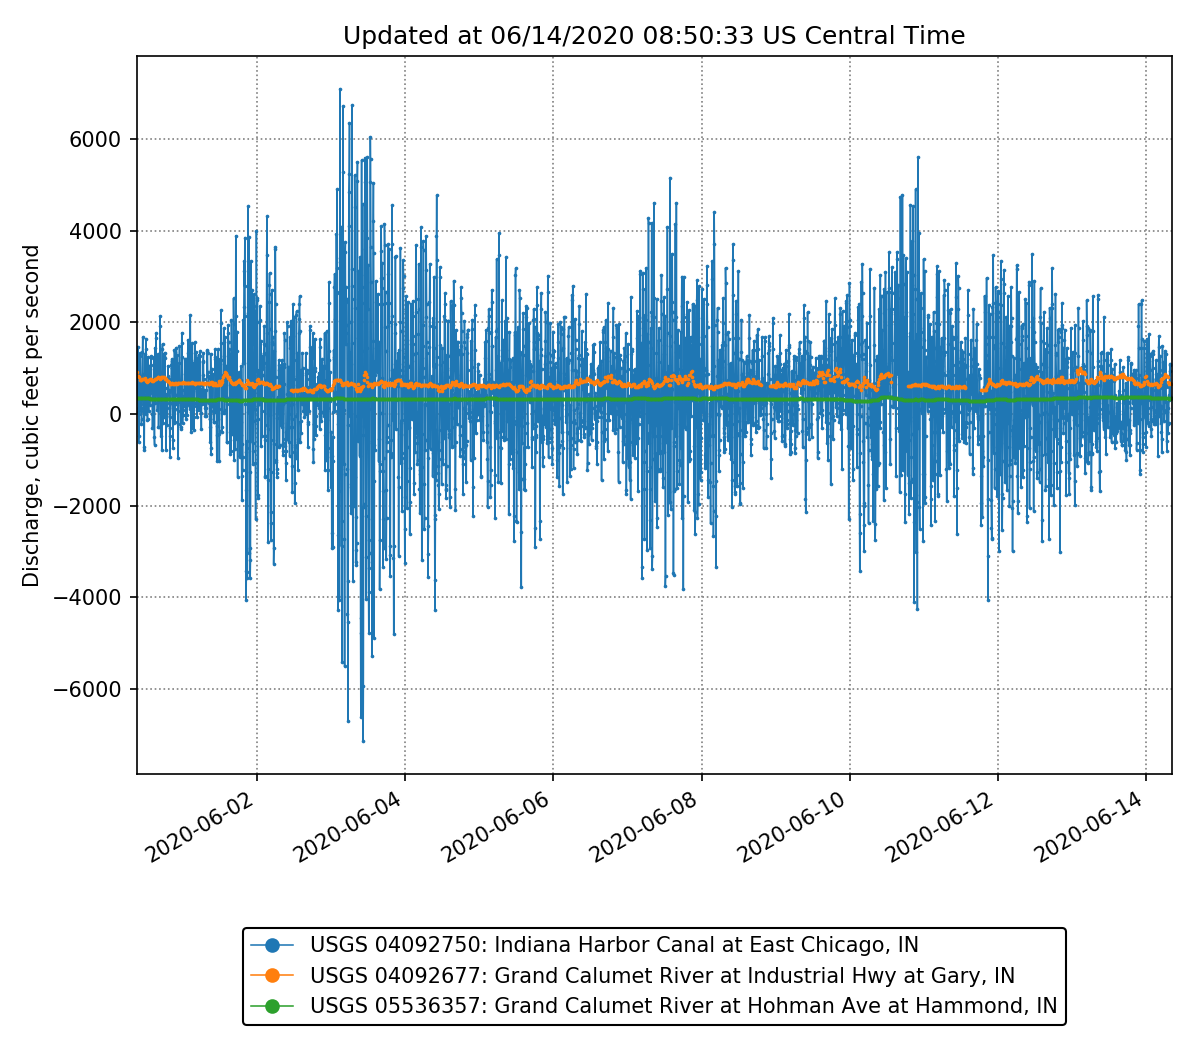 Updated at 06/14/2020 08:50:33 US Central Time
Discharge, cubic feet per second
6000
4000
2000
0
−2000
−4000
−6000
2020-06-02
2020-06-04
2020-06-06
2020-06-08
2020-06-10
2020-06-12
2020-06-14
USGS 04092750: Indiana Harbor Canal at East Chicago, IN
USGS 04092677: Grand Calumet River at Industrial Hwy at Gary, IN
USGS 05536357: Grand Calumet River at Hohman Ave at Hammond, IN